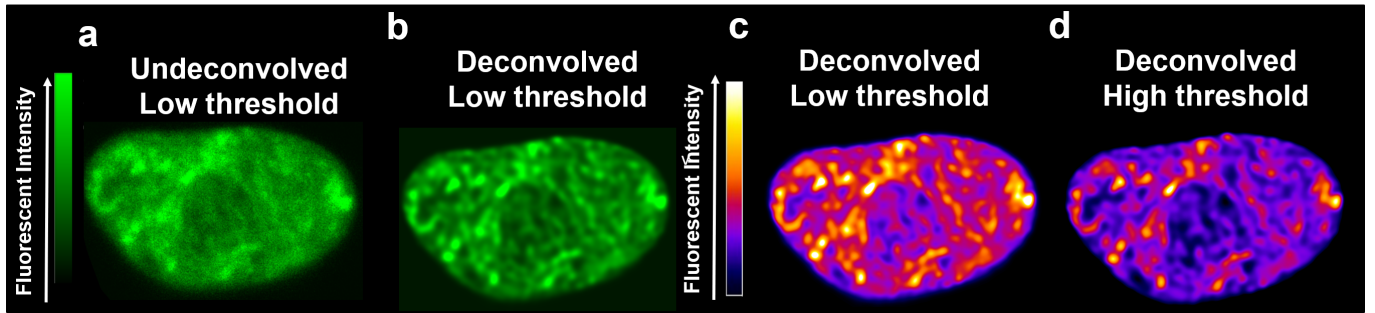 a
Undeconvolved
Low threshold
Fluorescent Intensity
b
Deconvolved
Low threshold
c
Deconvolved
Low threshold
Fluorescent Intensity
d
Deconvolved
High threshold